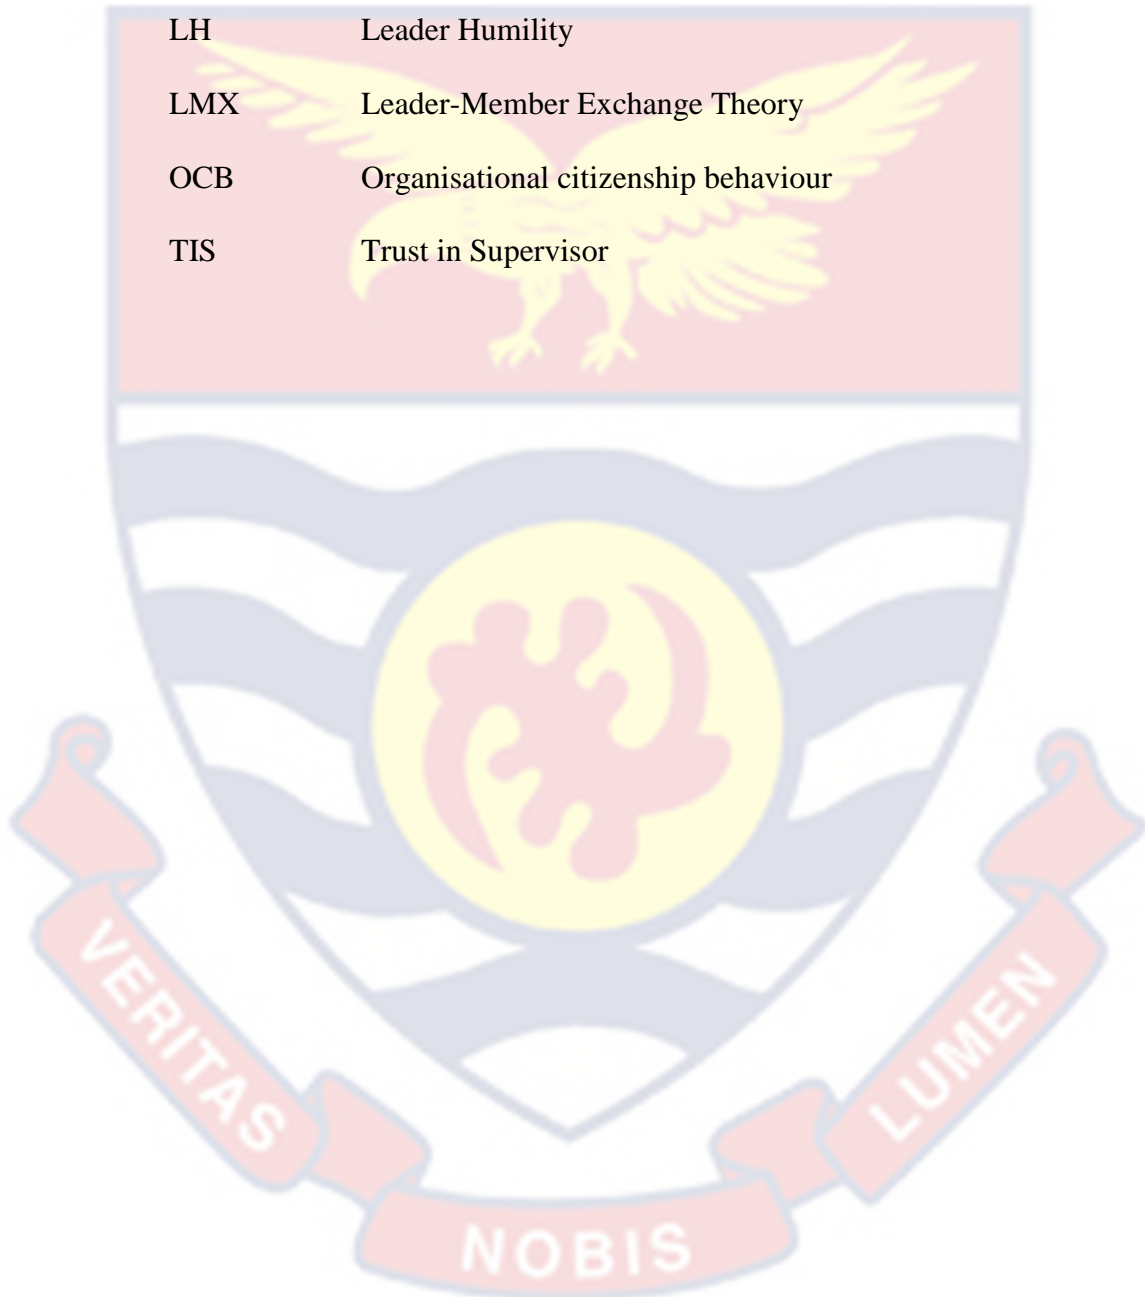 LH Leader Humility
LMX Leader-Member Exchange Theory
OCB Organisational citizenship behaviour
TIS Trust in Supervisor
VERITAS
NOBIS
LUMEN